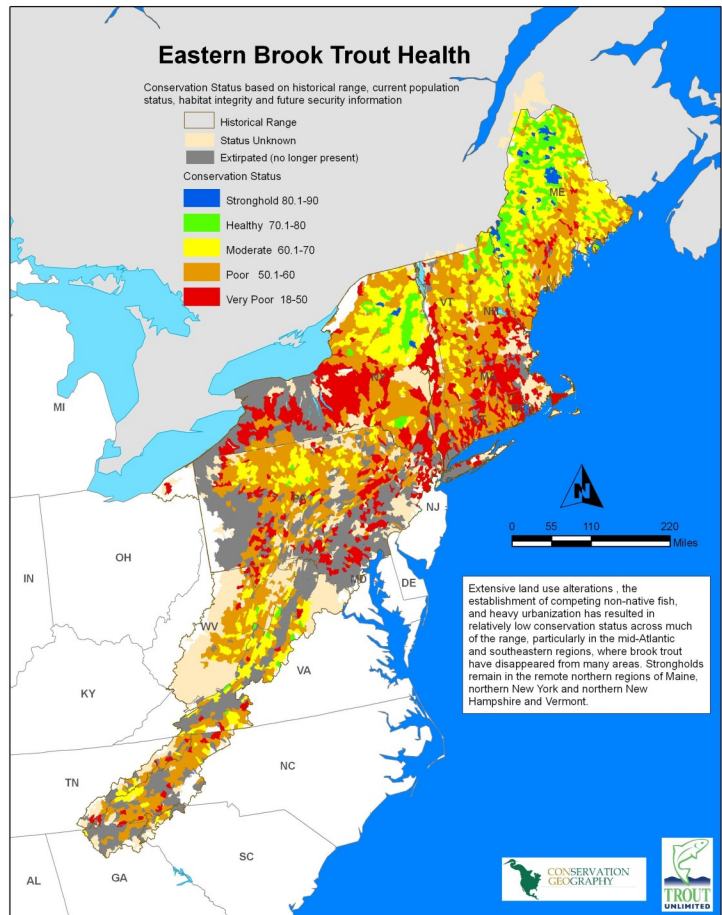 Eastern Brook Trout Health
Conservation Status based on historical range, current population
status, habitat integrity and future security information
Historical Range
Status Unknown
Extirpated (no longer present)
Conservation Status
Stronghold 80.1-90
Healthy 70.1-80
Moderate 60.1-70
Poor 50.1-60
Very Poor 18-50
ME
VT
NH
NY
MA
CT
MI
PA
NJ
OH
IN
MD
DE
WV
VA
KY
TN
NC
SC
AL
GA
N
0 55 110 220
Miles
Extensive land use alterations , the
establishment of competing non-native fish,
and heavy urbanization has resulted in
relatively low conservation status across much
of the range, particularly in the mid-Atlantic
and southeastern regions, where brook trout
have disappeared from many areas. Strongholds
remain in the remote northern regions of Maine,
northern New York and northern New
Hampshire and Vermont.
CONSERVATION
GEOGRAPHY
TROUT
UNLIMITED